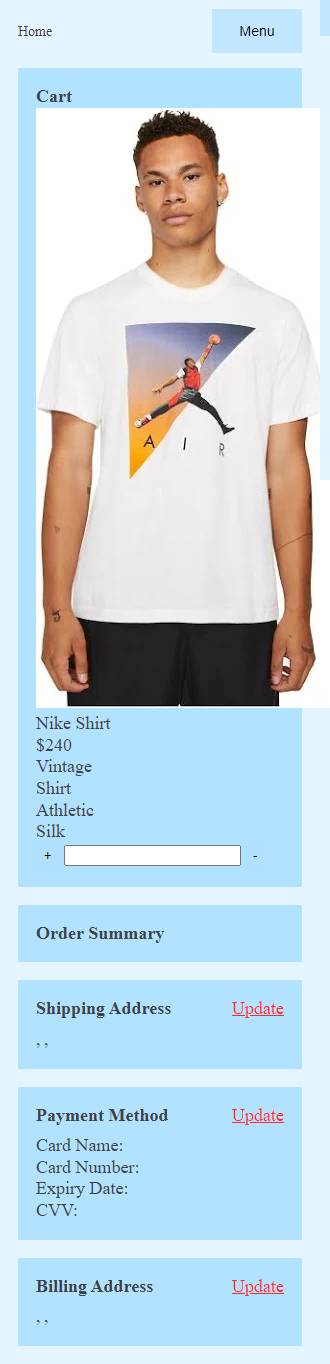 Home
Menu
Cart
A I R
Nike Shirt
$240
Vintage
Shirt
Athletic
Silk
+ -
Order Summary
Shipping Address Update
, ,
Payment Method Update
Card Name:
Card Number:
Expiry Date:
CVV:
Billing Address Update
, ,